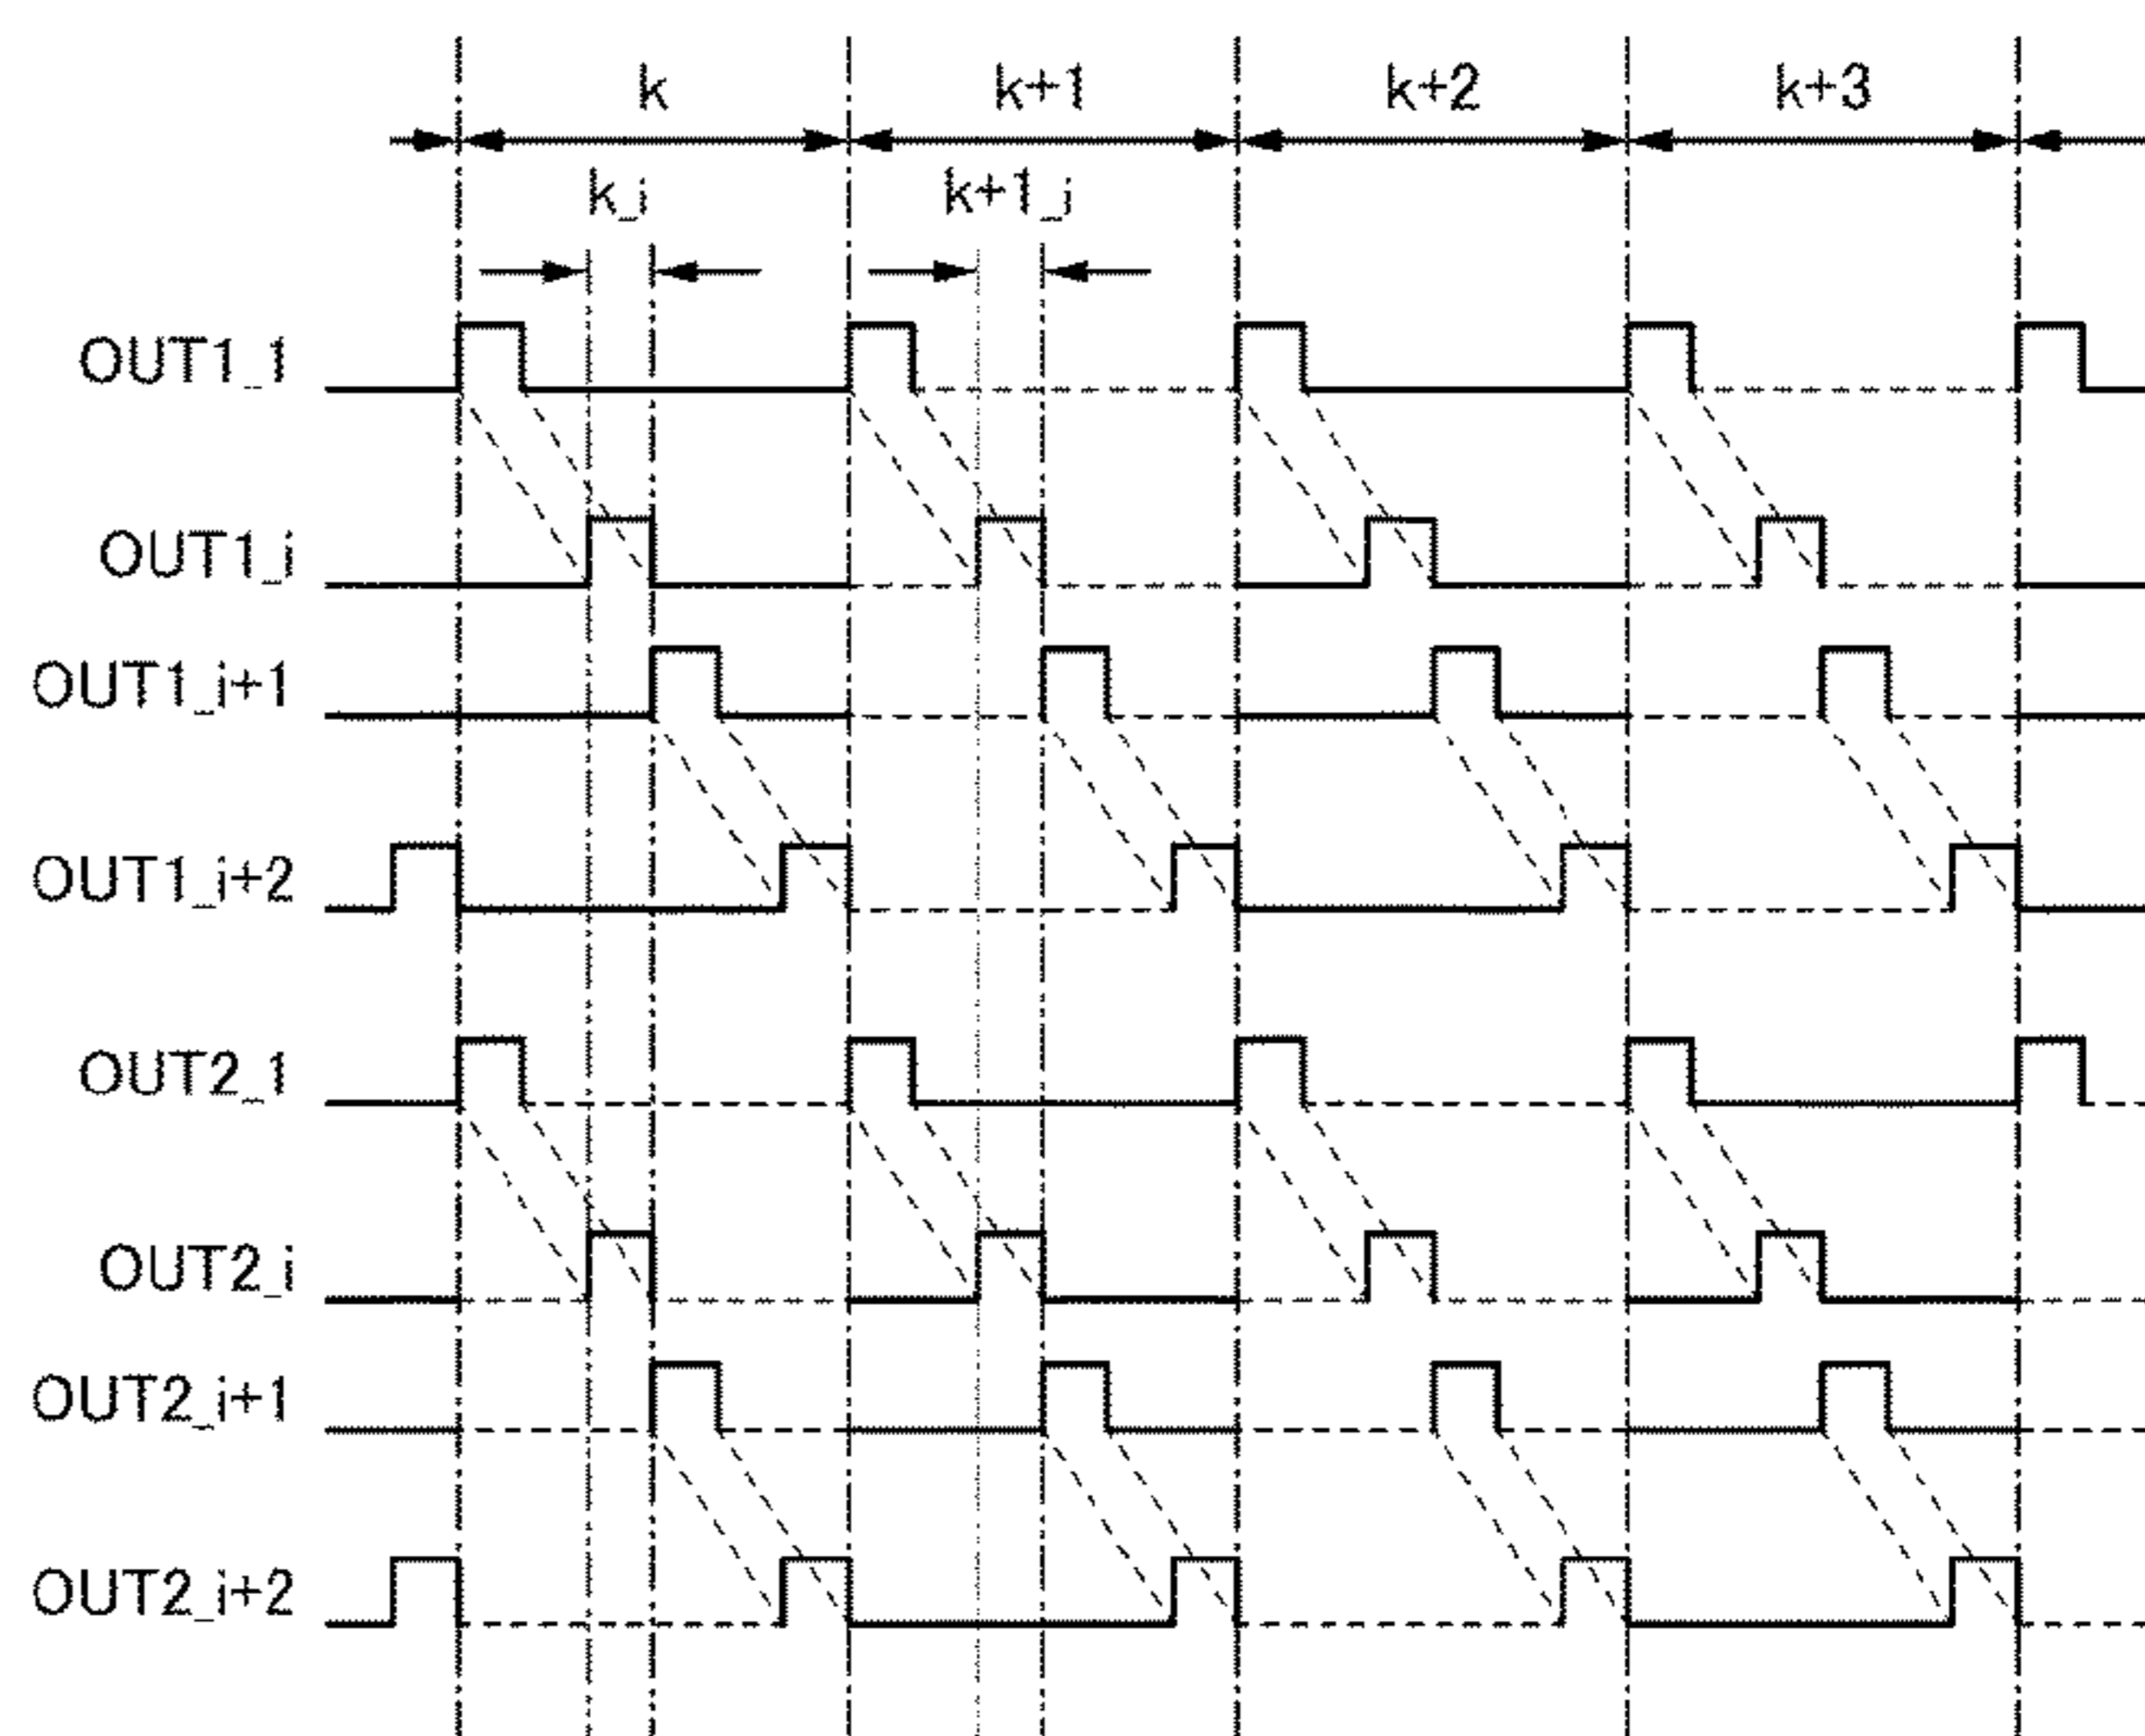 k k+1 k+2 k+3
k_i k+1_i
OUT1_1
OUT1_i
OUT1_i+1
OUT1_i+2
OUT2_1
OUT2_i
OUT2_i+1
OUT2_i+2